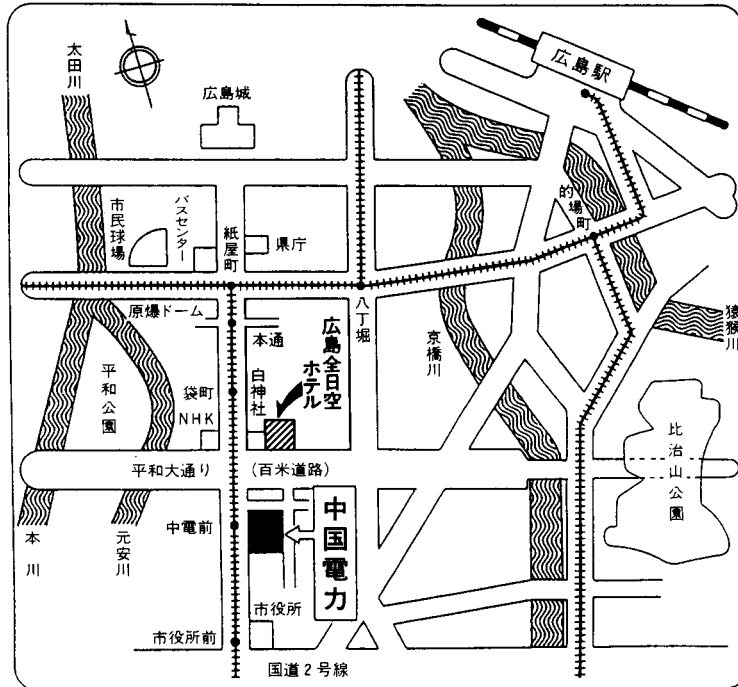 太田川
広島城
広島駅
市民球場
バスセンター
紙屋町
県庁
的場町
原爆ドーム
八丁堀
本通
広島全日空
ホテル
京橋川
猿猴川
平和公園
袋町
NHK
白神社
平和大通り
(百米道路)
比治山公園
中電前
中国電力
本川
元安川
市役所
市役所前
国道2号線